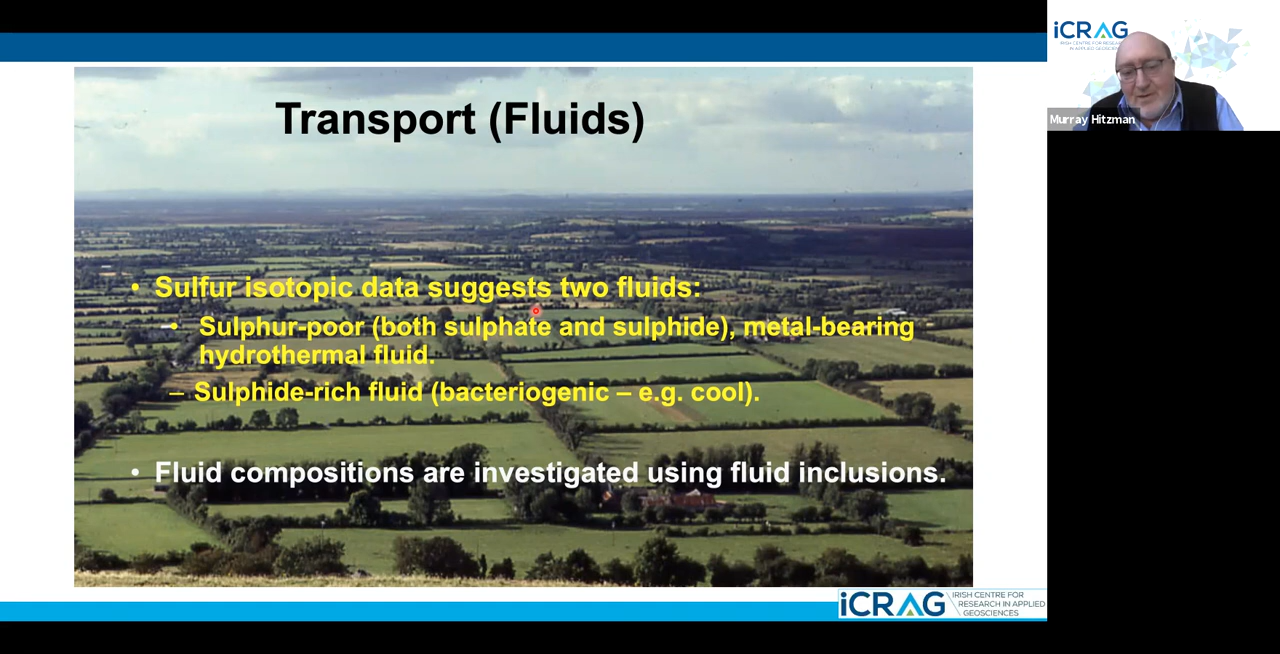 Transport (Fluids)
• Sulfur isotopic data suggests two fluids:
• Sulphur-poor (both sulphate and sulphide), metal-bearing
hydrothermal fluid.
– Sulphide-rich fluid (bacteriogenic – e.g. cool).
• Fluid compositions are investigated using fluid inclusions.
iCRAG
IRISH CENTRE FOR
RESEARCH IN APPLIED
GEOSCIENCES
iCRAG
IRISH CENTRE FOR
IN APPLIED
Murray Hitzman